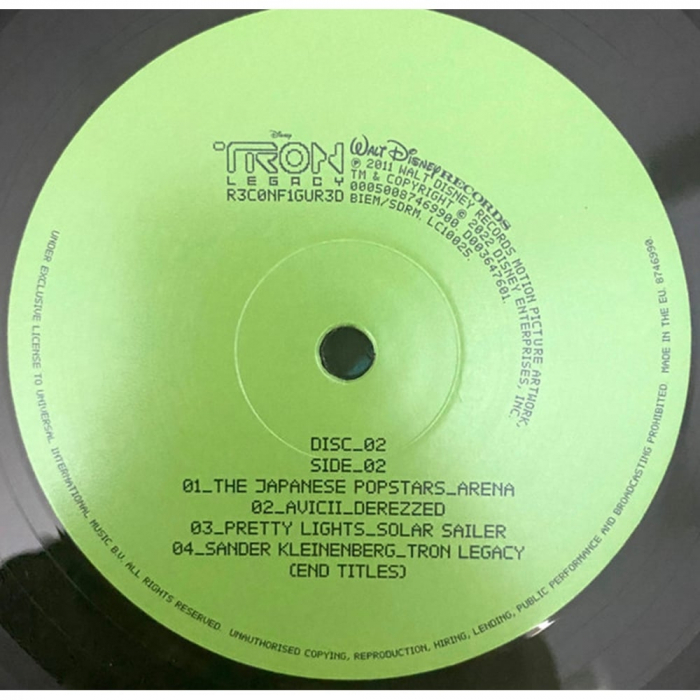 Disney
TRON
LEGACY
R3C0NF1GUR3D
WALT DISNEY RECORDS
℗ 2011 WALT DISNEY RECORDS MOTION PICTURE ARTWORK,
TM & COPYRIGHT © 2022 DISNEY ENTERPRISES, INC.
00050087469900. D003647601.
BIEM/SDRM. LC10025.
DISC_02
SIDE_02
01_THE JAPANESE POPSTARS_ARENA
02_AVICII_DEREZZED
03_PRETTY LIGHTS_SOLAR SAILER
04_SANDER KLEINENBERG_TRON LEGACY
(END TITLES)
UNDER EXCLUSIVE LICENSE TO UNIVERSAL INTERNATIONAL MUSIC B.V. ALL RIGHTS RESERVED. UNAUTHORISED COPYING, REPRODUCTION, HIRING, LENDING, PUBLIC PERFORMANCE AND BROADCASTING PROHIBITED. MADE IN THE EU. 8746990.